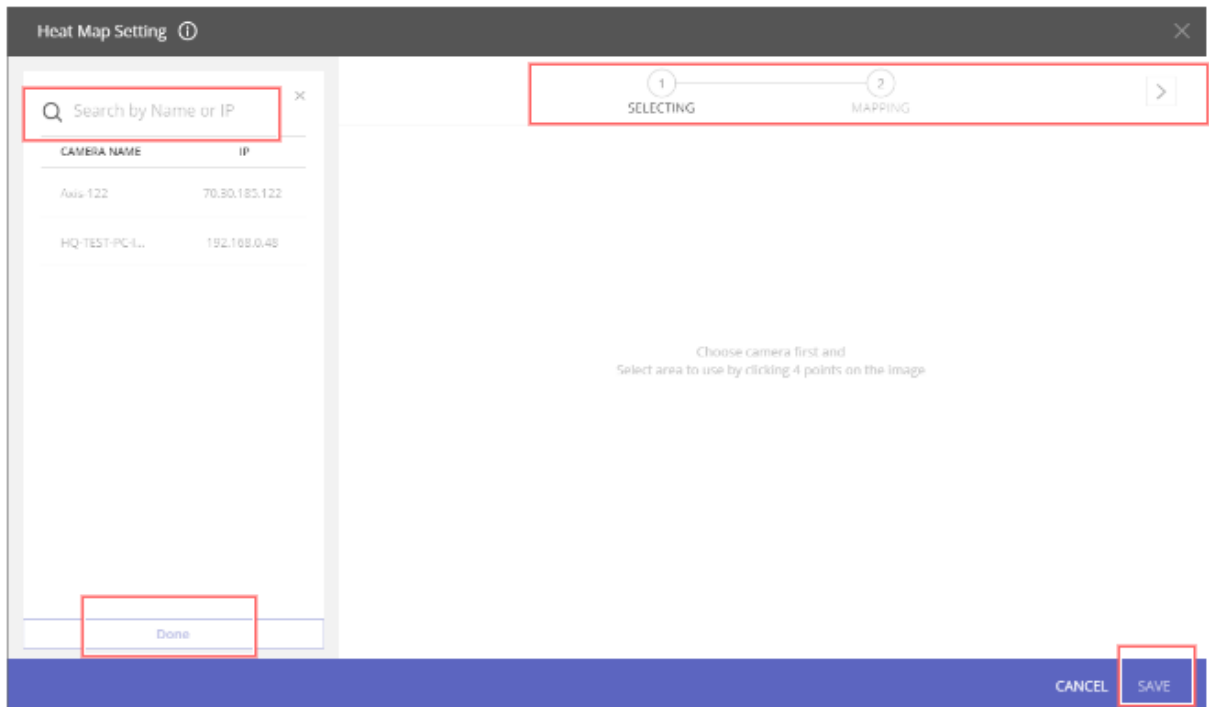 Heat Map Setting
Search by Name or IP
CAMERA NAME IP
Axis-122 70.30.185.122
HQ-TEST-PC-I... 192.168.0.48
Done
1 2
SELECTING MAPPING
Choose camera first and
Select area to use by clicking 4 points on the image
CANCEL SAVE